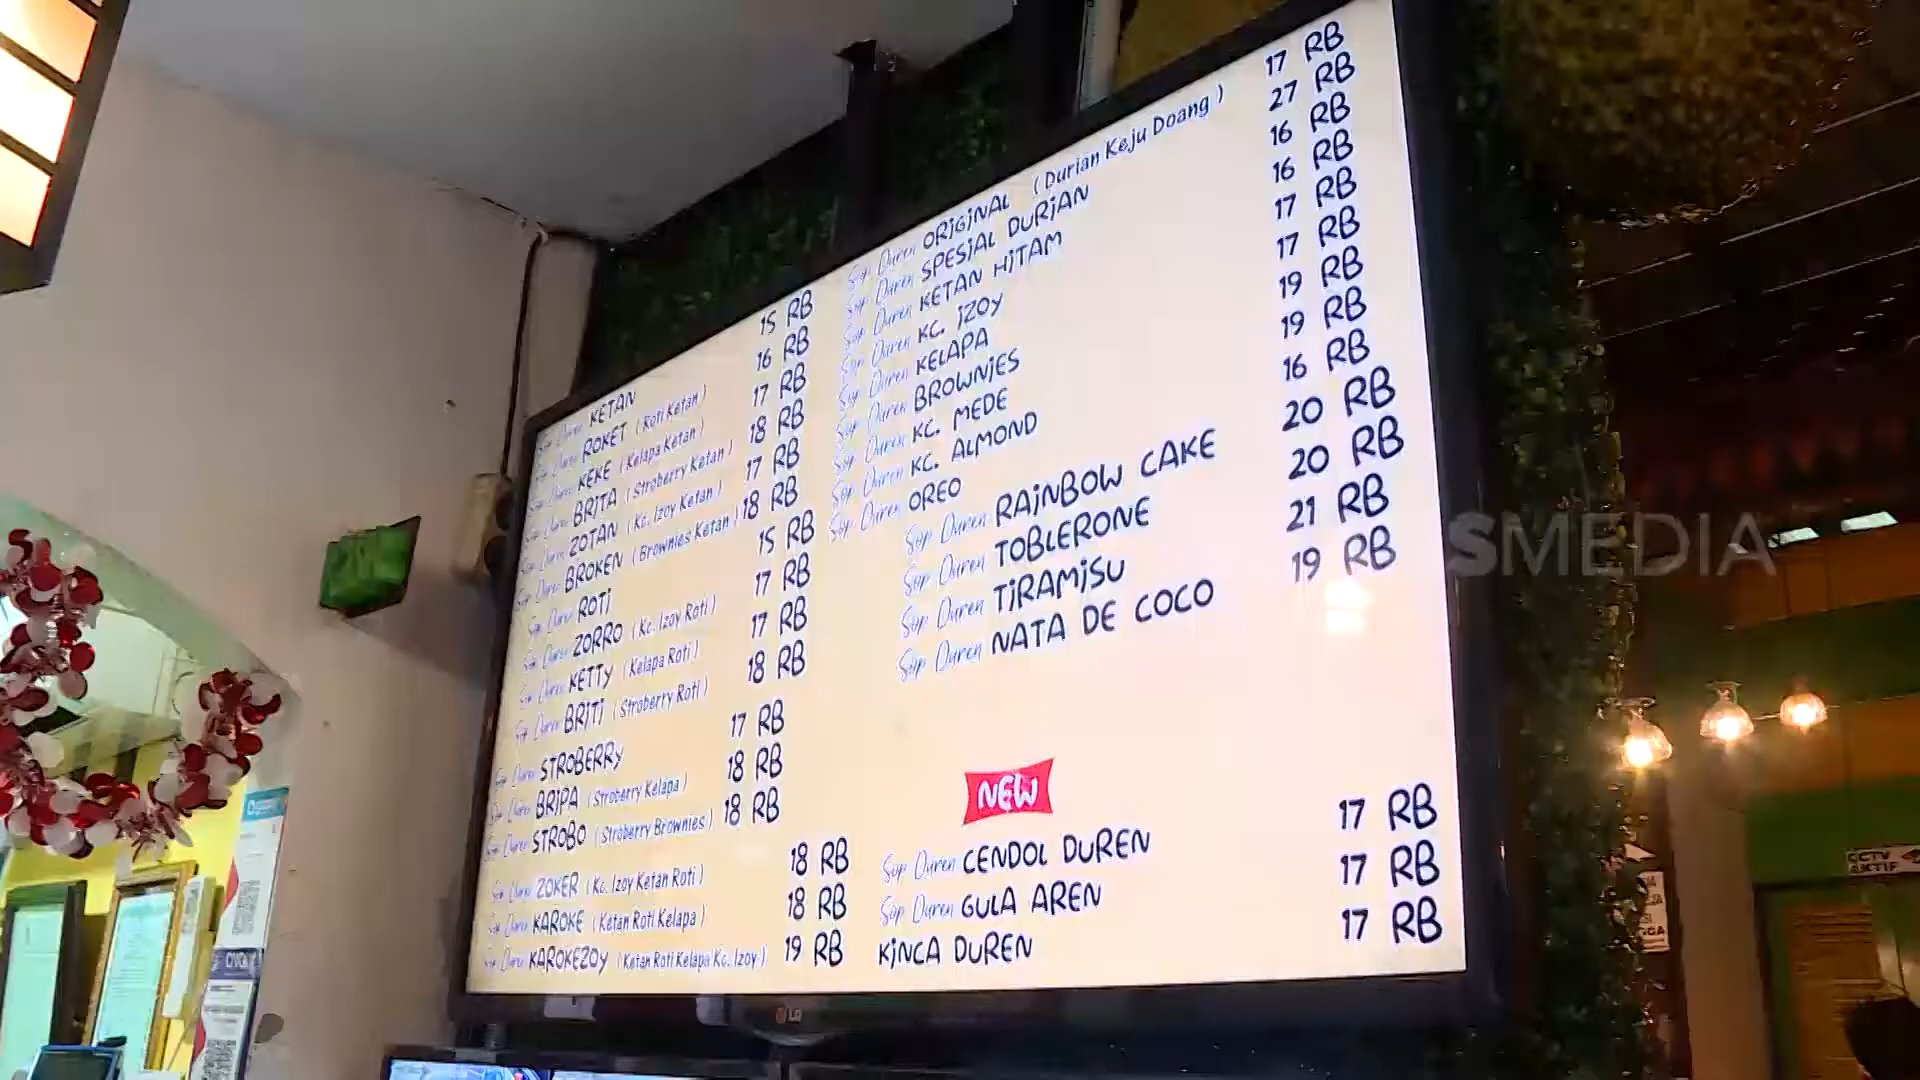 Sop Duren KETAN 15 RB
Sop Duren ROKET (Roti Ketan) 16 RB
Sop Duren KEKE (Kelapa Ketan) 17 RB
Sop Duren BRITA (Stroberry Ketan) 18 RB
Sop Duren ZOTAN (Kc. Izoy Ketan) 17 RB
Sop Duren BROKEN (Brownies Ketan) 18 RB
Sop Duren ROTI 15 RB
Sop Duren ZORRO (Kc. Izoy Roti) 17 RB
Sop Duren KETTY (Kelapa Roti) 17 RB
Sop Duren BRITI (Stroberry Roti) 18 RB
Sop Duren STROBERRY 17 RB
Sop Duren BRIPA (Stroberry Kelapa) 18 RB
Sop Duren STROBO (Stroberry Brownies) 18 RB
Sop Duren ZOKER (Kc. Izoy Ketan Roti) 18 RB
Sop Duren KAROKE (Ketan Roti Kelapa) 18 RB
Sop Duren KAROKEZOY (Ketan Roti Kelapa Kc. Izoy) 19 RB
Sop Duren ORIGINAL (Durian Keju Doang) 17 RB
Sop Duren SPESIAL DURIAN 27 RB
Sop Duren KETAN HITAM 16 RB
Sop Duren KC. IZOY 16 RB
Sop Duren KELAPA 17 RB
Sop Duren BROWNIES 17 RB
Sop Duren KC. MEDE 19 RB
Sop Duren KC. ALMOND 19 RB
Sop Duren OREO 16 RB
Sop Duren RAINBOW CAKE 20 RB
Sop Duren TOBLERONE 20 RB
Sop Duren TIRAMISU 21 RB
Sop Duren NATA DE COCO 19 RB
NEW
Sop Duren CENDOL DUREN 17 RB
Sop Duren GULA AREN 17 RB
KINCA DUREN 17 RB
LG
SMEDIA
CCTV
AKTIF